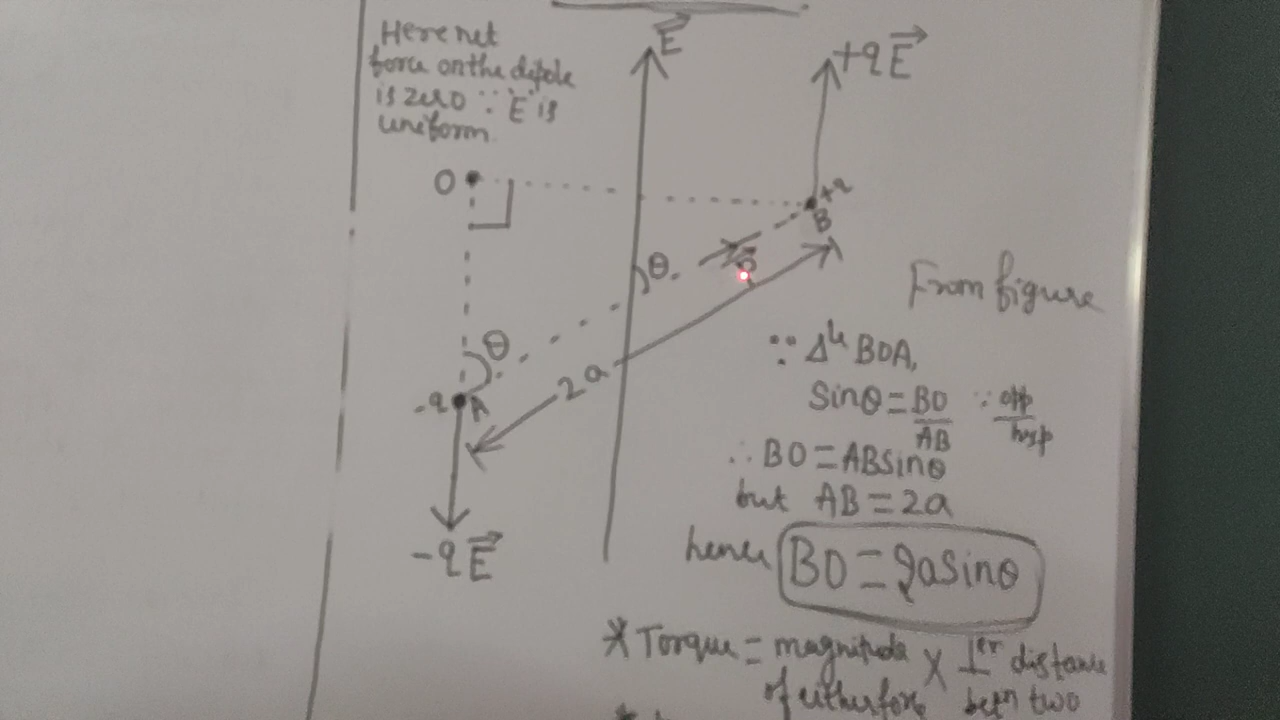 Here net
force on the dipole
is zero ∵ E is
uniform
E⃗
+qE⃗
O
+q
B
θ
p⃗
θ
2a
-q
A
-qE⃗
From figure
∵ Δle BOA,
Sinθ = BO/AB ∵ opp/hyp
∴ BO = ABsinθ
but AB = 2a
hence BO = 2aSinθ
* Torque = magnitude of either force × ⊥er distance betn two